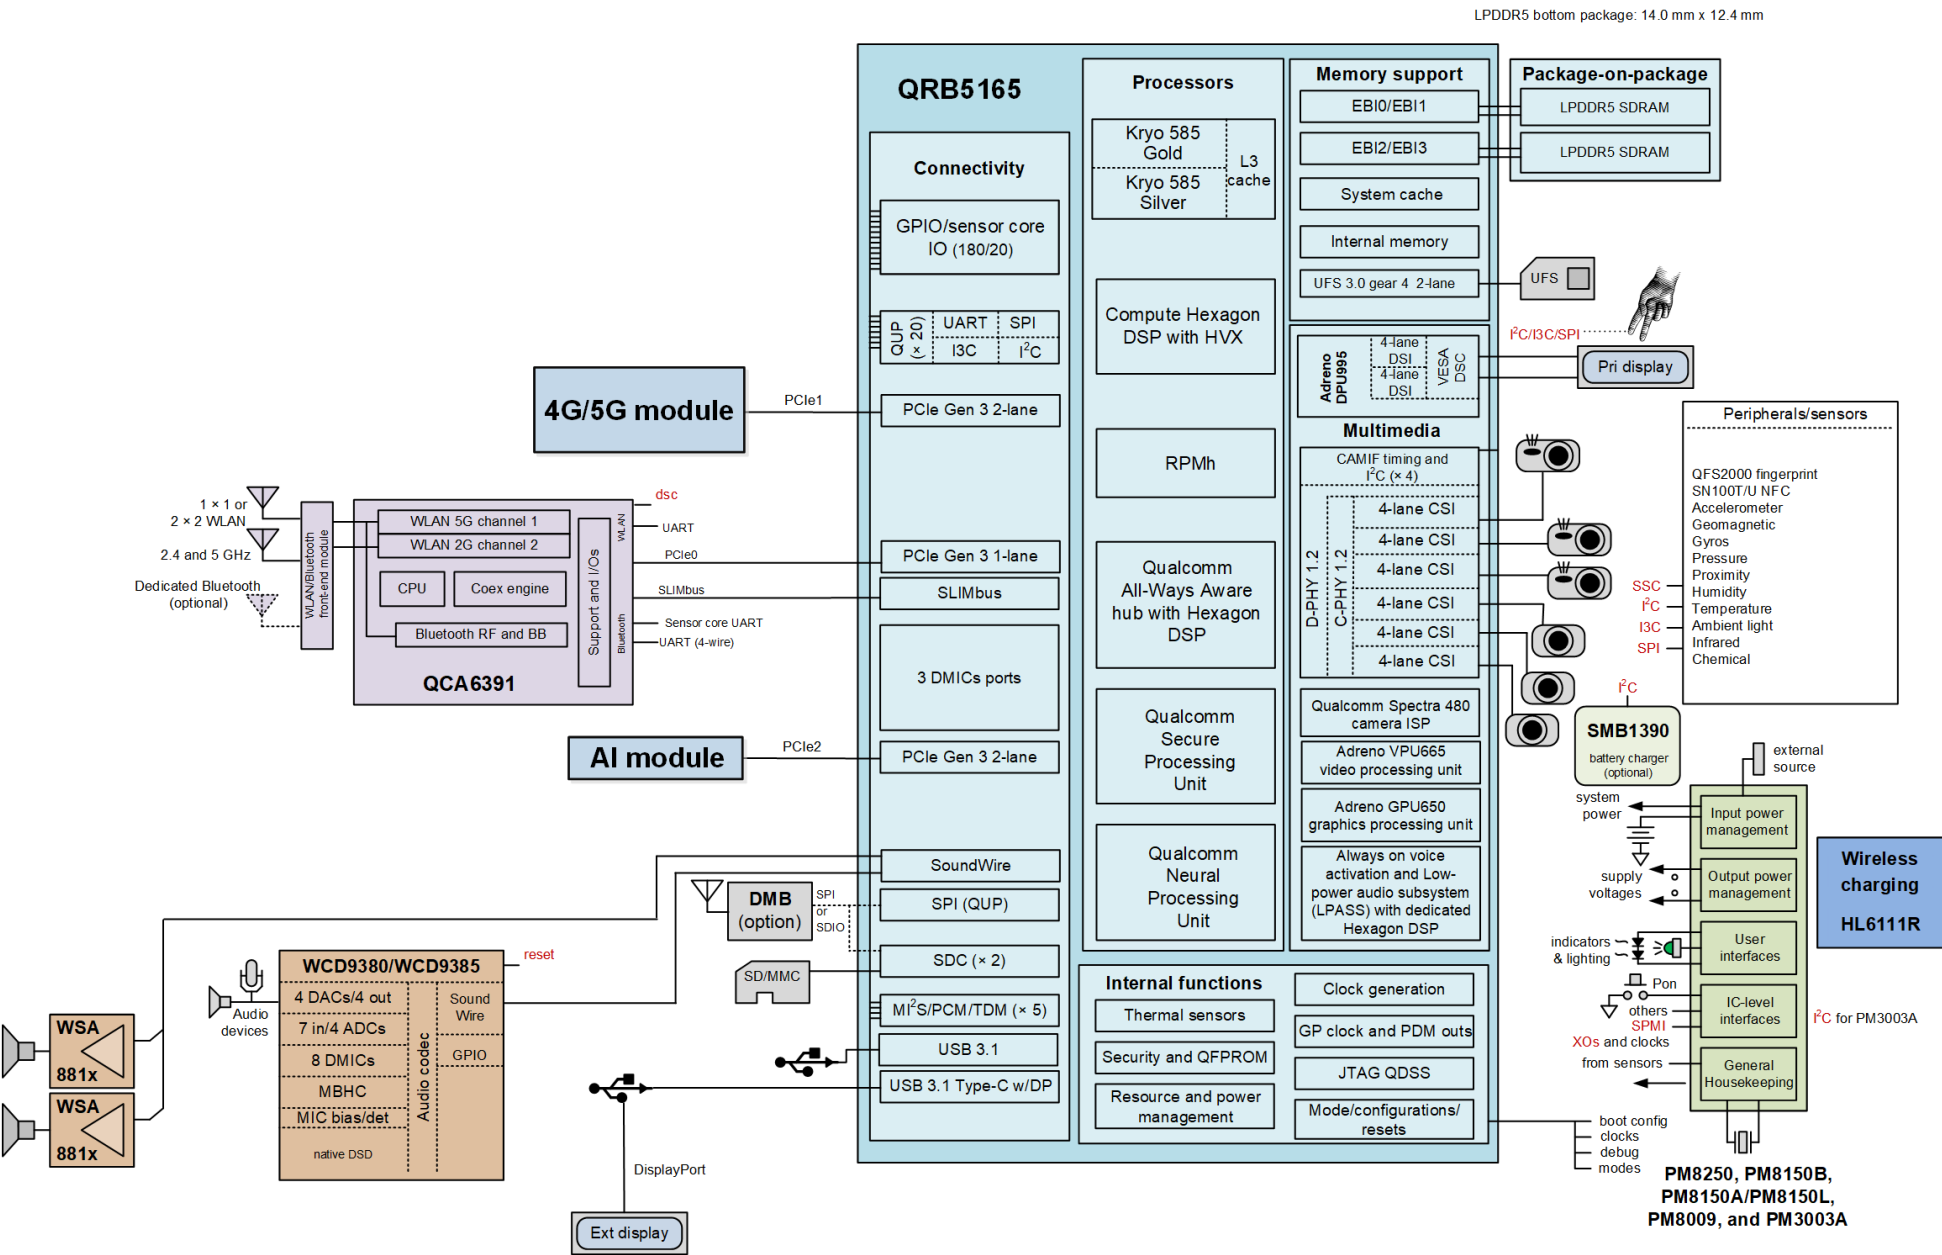 LPDDR5 bottom package: 14.0 mm x 12.4 mm
QRB5165
Connectivity
GPIO/sensor core
IO (180/20)
QUP
(× 20)
UART
SPI
I3C
I²C
PCIe Gen 3 2-lane
PCIe Gen 3 1-lane
SLIMbus
3 DMICs ports
PCIe Gen 3 2-lane
SoundWire
SPI (QUP)
SDC (× 2)
MI²S/PCM/TDM (× 5)
USB 3.1
USB 3.1 Type-C w/DP
Processors
Kryo 585
Gold
Kryo 585
Silver
L3
cache
Compute Hexagon
DSP with HVX
RPMh
Qualcomm
All-Ways Aware
hub with Hexagon
DSP
Qualcomm
Secure
Processing
Unit
Qualcomm
Neural
Processing
Unit
Memory support
EBI0/EBI1
EBI2/EBI3
System cache
Internal memory
UFS 3.0 gear 4 2-lane
Package-on-package
LPDDR5 SDRAM
LPDDR5 SDRAM
UFS
I²C/I3C/SPI
Pri display
Adreno
DPU995
4-lane
DSI
4-lane
DSI
VESA
DSC
Multimedia
CAMIF timing and
I²C (× 4)
D-PHY 1.2
C-PHY 1.2
4-lane CSI
4-lane CSI
4-lane CSI
4-lane CSI
4-lane CSI
4-lane CSI
Qualcomm Spectra 480
camera ISP
Adreno VPU665
video processing unit
Adreno GPU650
graphics processing unit
Always on voice
activation and Low-
power audio subsystem
(LPASS) with dedicated
Hexagon DSP
Internal functions
Thermal sensors
Security and QFPROM
Resource and power
management
Clock generation
GP clock and PDM outs
JTAG QDSS
Mode/configurations/
resets
boot config
clocks
debug
modes
4G/5G module
PCIe1
1 × 1 or
2 × 2 WLAN
2.4 and 5 GHz
Dedicated Bluetooth
(optional)
WLAN/Bluetooth
front-end module
WLAN 5G channel 1
WLAN 2G channel 2
CPU
Coex engine
Bluetooth RF and BB
QCA6391
Support and I/Os
WLAN
Bluetooth
dsc
UART
PCIe0
SLIMbus
Sensor core UART
UART (4-wire)
AI module
PCIe2
DMB
(option)
SPI
or
SDIO
SD/MMC
WCD9380/WCD9385
reset
4 DACs/4 out
7 in/4 ADCs
8 DMICs
MBHC
MIC bias/det
native DSD
Audio codec
Sound
Wire
GPIO
Audio
devices
WSA
881x
WSA
881x
DisplayPort
Ext display
Peripherals/sensors
QFS2000 fingerprint
SN100T/U NFC
Accelerometer
Geomagnetic
Gyros
Pressure
Proximity
Humidity
Temperature
Ambient light
Infrared
Chemical
SSC
I²C
I3C
SPI
I²C
SMB1390
battery charger
(optional)
external
source
system
power
supply
voltages
indicators
& lighting
Pon
others
SPMI
XOs and clocks
from sensors
Input power
management
Output power
management
User
interfaces
IC-level
interfaces
General
Housekeeping
I²C for PM3003A
Wireless
charging
HL6111R
PM8250, PM8150B,
PM8150A/PM8150L,
PM8009, and PM3003A